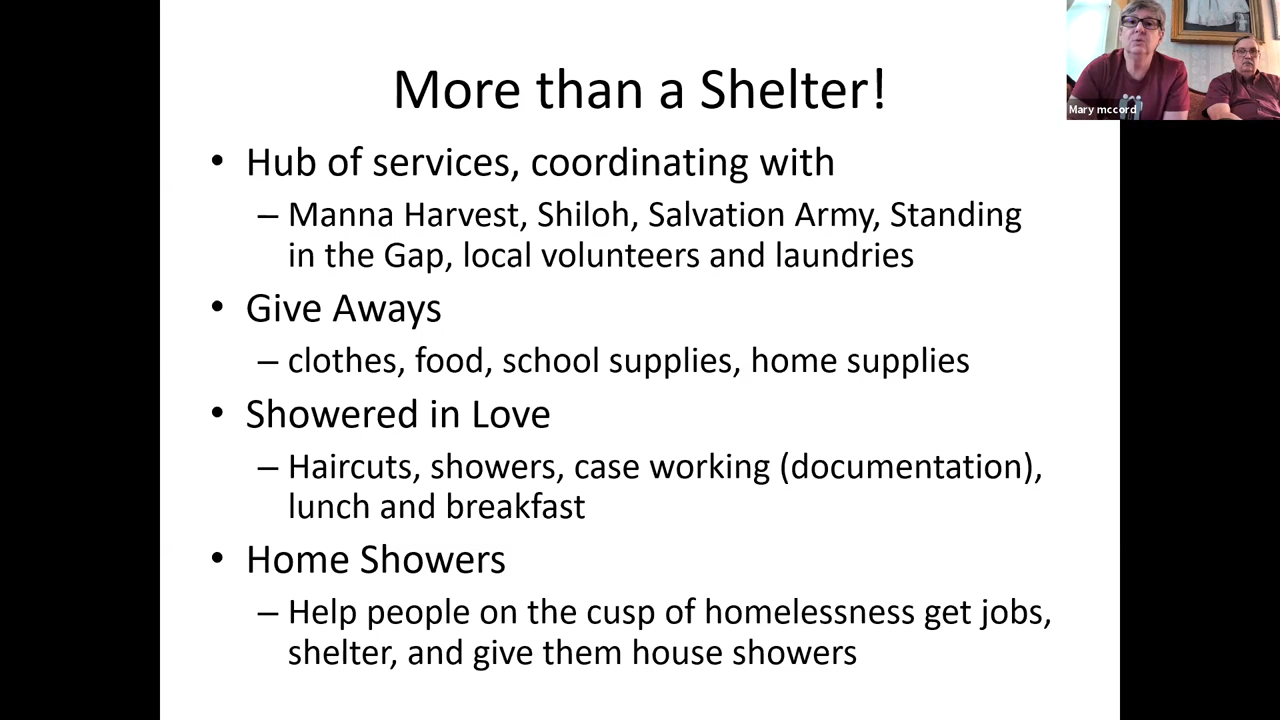 More than a Shelter!
Mary mccord
• Hub of services, coordinating with
– Manna Harvest, Shiloh, Salvation Army, Standing
in the Gap, local volunteers and laundries
• Give Aways
– clothes, food, school supplies, home supplies
• Showered in Love
– Haircuts, showers, case working (documentation),
lunch and breakfast
• Home Showers
– Help people on the cusp of homelessness get jobs,
shelter, and give them house showers